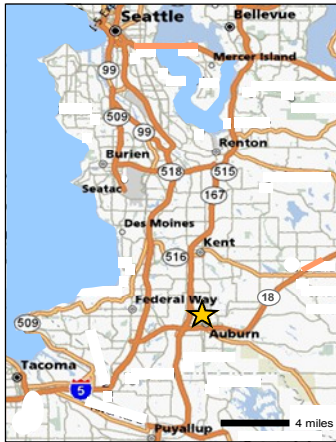 Seattle
Bellevue
Mercer Island
99
509
99
Renton
Burien
518
515
Seatac
167
Des Moines
Kent
516
18
Federal Way
509
Auburn
Tacoma
5
4 miles
Puyallup